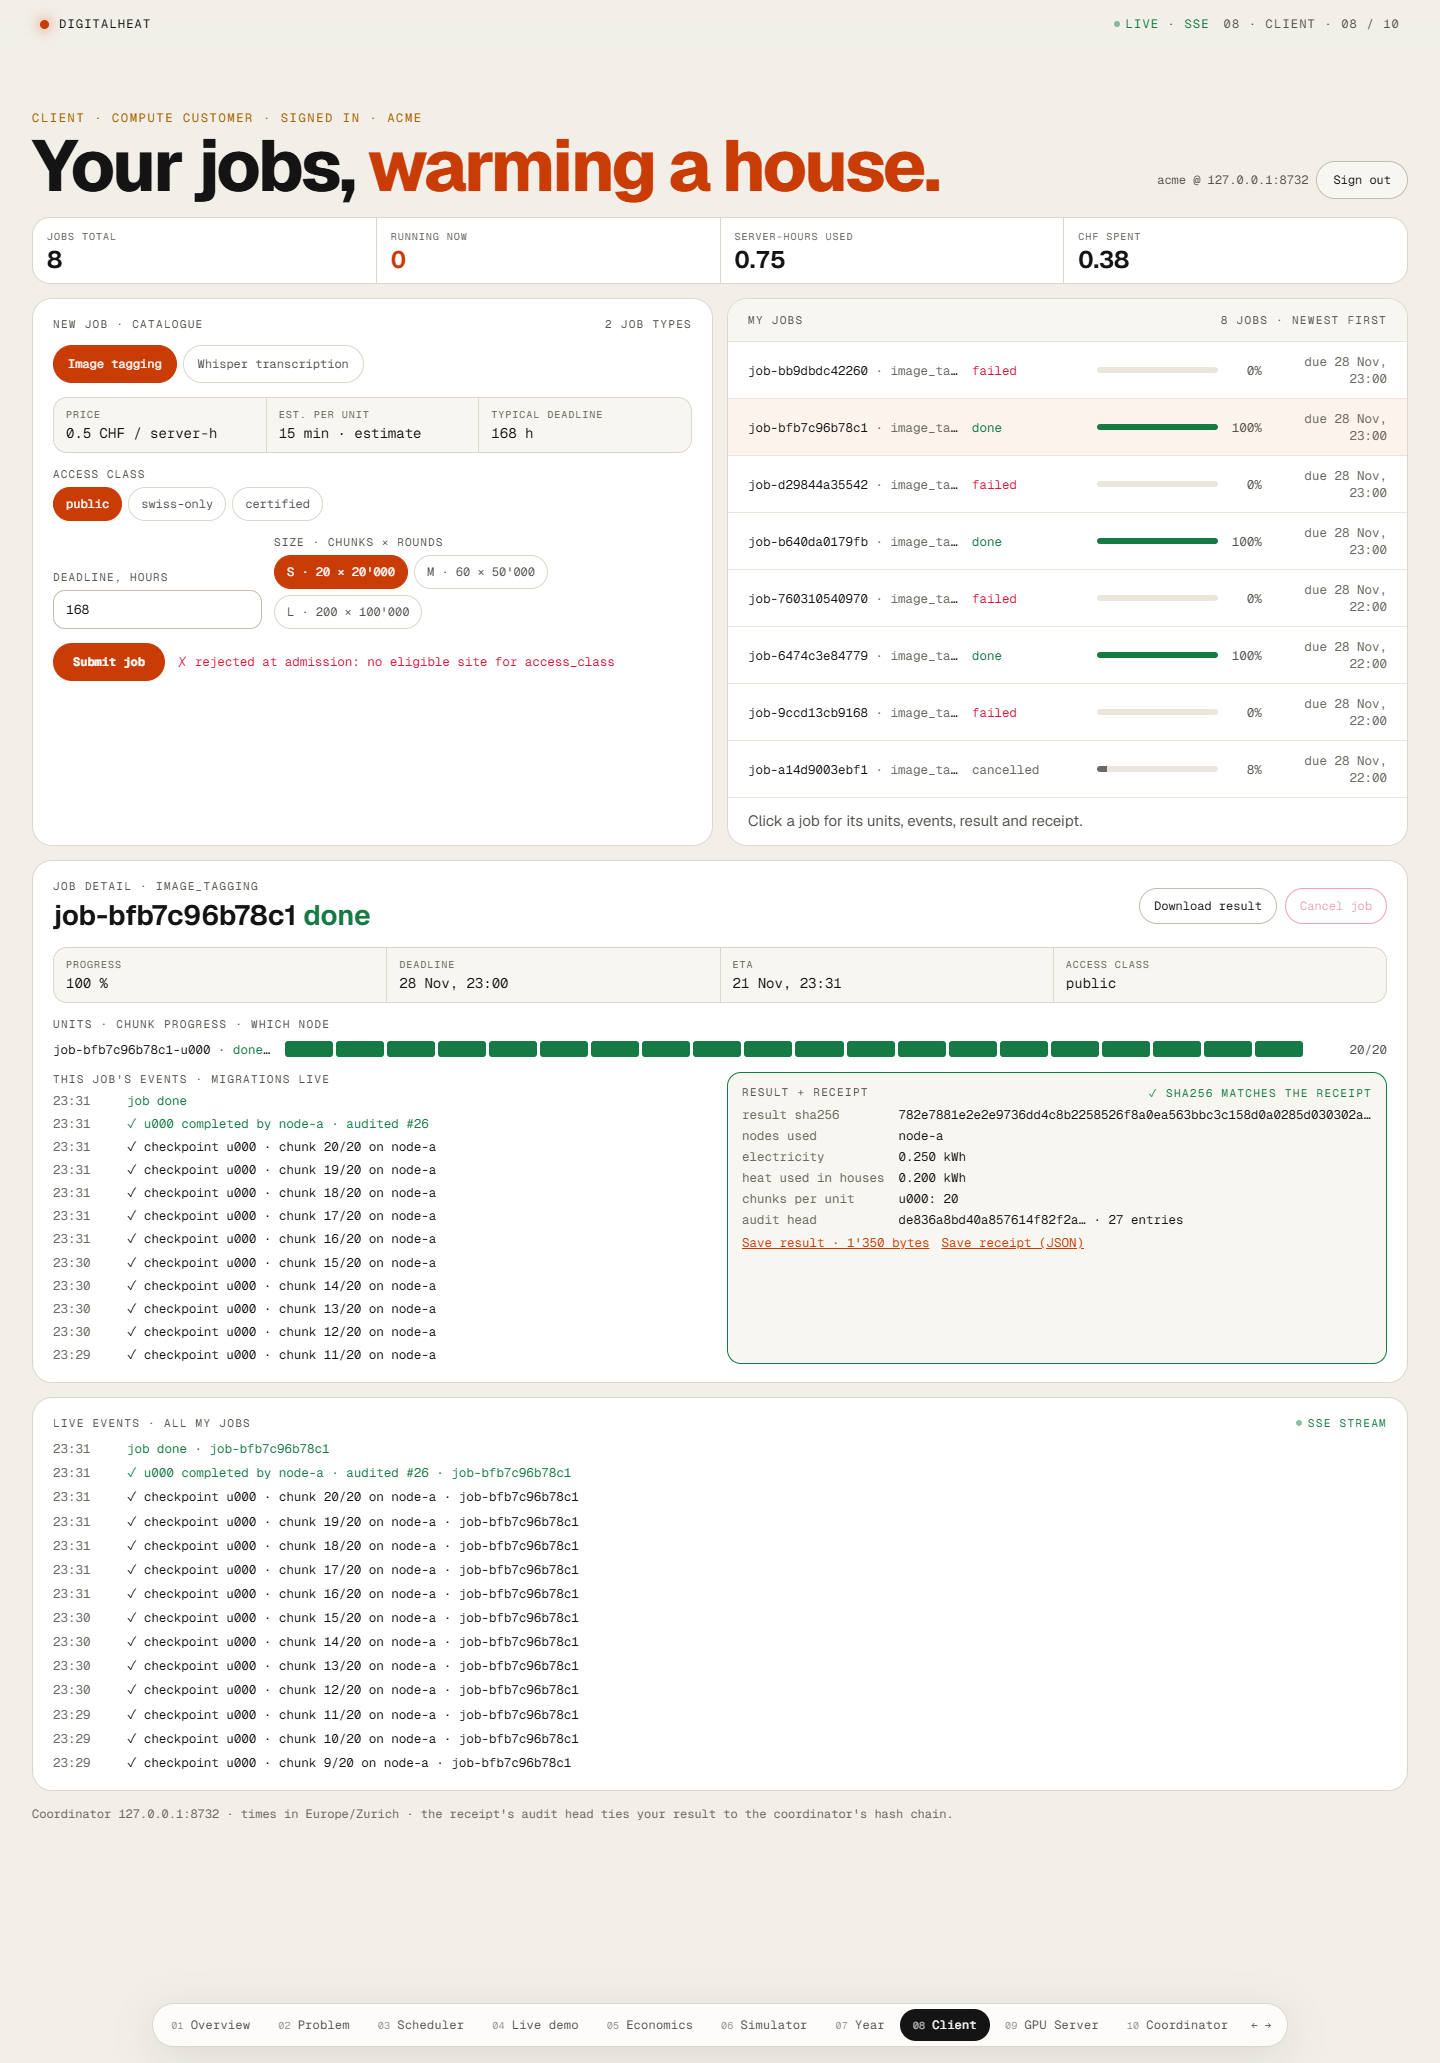 DIGITALHEAT
LIVE · SSE 08 · CLIENT · 08 / 10
CLIENT · COMPUTE CUSTOMER · SIGNED IN · ACME
Your jobs, warming a house.
acme @ 127.0.0.1:8732 Sign out
JOBS TOTAL
8
RUNNING NOW
0
SERVER-HOURS USED
0.75
CHF SPENT
0.38
NEW JOB · CATALOGUE 2 JOB TYPES
Image tagging Whisper transcription
PRICE
0.5 CHF / server-h
EST. PER UNIT
15 min · estimate
TYPICAL DEADLINE
168 h
ACCESS CLASS
public swiss-only certified
DEADLINE, HOURS
168
SIZE · CHUNKS × ROUNDS
S · 20 × 20'000 M · 60 × 50'000
L · 200 × 100'000
Submit job ✗ rejected at admission: no eligible site for access_class
MY JOBS 8 JOBS · NEWEST FIRST
job-bb9dbdc42260 · image_ta… failed 0% due 28 Nov,
23:00
job-bfb7c96b78c1 · image_ta… done 100% due 28 Nov,
23:00
job-d29844a35542 · image_ta… failed 0% due 28 Nov,
23:00
job-b640da0179fb · image_ta… done 100% due 28 Nov,
23:00
job-760310540970 · image_ta… failed 0% due 28 Nov,
22:00
job-6474c3e84779 · image_ta… done 100% due 28 Nov,
22:00
job-9ccd13cb9168 · image_ta… failed 0% due 28 Nov,
22:00
job-a14d9003ebf1 · image_ta… cancelled 8% due 28 Nov,
22:00
Click a job for its units, events, result and receipt.
JOB DETAIL · IMAGE_TAGGING
job-bfb7c96b78c1 done
Download result Cancel job
PROGRESS
100 %
DEADLINE
28 Nov, 23:00
ETA
21 Nov, 23:31
ACCESS CLASS
public
UNITS · CHUNK PROGRESS · WHICH NODE
job-bfb7c96b78c1-u000 · done… 20/20
THIS JOB'S EVENTS · MIGRATIONS LIVE
23:31 job done
23:31 ✓ u000 completed by node-a · audited #26
23:31 ✓ checkpoint u000 · chunk 20/20 on node-a
23:31 ✓ checkpoint u000 · chunk 19/20 on node-a
23:31 ✓ checkpoint u000 · chunk 18/20 on node-a
23:31 ✓ checkpoint u000 · chunk 17/20 on node-a
23:31 ✓ checkpoint u000 · chunk 16/20 on node-a
23:30 ✓ checkpoint u000 · chunk 15/20 on node-a
23:30 ✓ checkpoint u000 · chunk 14/20 on node-a
23:30 ✓ checkpoint u000 · chunk 13/20 on node-a
23:30 ✓ checkpoint u000 · chunk 12/20 on node-a
23:29 ✓ checkpoint u000 · chunk 11/20 on node-a
RESULT + RECEIPT ✓ SHA256 MATCHES THE RECEIPT
result sha256 782e7881e2e2e9736dd4c8b2258526f8a0ea563bbc3c158d0a0285d030302a…
nodes used node-a
electricity 0.250 kWh
heat used in houses 0.200 kWh
chunks per unit u000: 20
audit head de836a8bd40a857614f82f2a… · 27 entries
Save result · 1'350 bytes Save receipt (JSON)
LIVE EVENTS · ALL MY JOBS SSE STREAM
23:31 job done · job-bfb7c96b78c1
23:31 ✓ u000 completed by node-a · audited #26 · job-bfb7c96b78c1
23:31 ✓ checkpoint u000 · chunk 20/20 on node-a · job-bfb7c96b78c1
23:31 ✓ checkpoint u000 · chunk 19/20 on node-a · job-bfb7c96b78c1
23:31 ✓ checkpoint u000 · chunk 18/20 on node-a · job-bfb7c96b78c1
23:31 ✓ checkpoint u000 · chunk 17/20 on node-a · job-bfb7c96b78c1
23:31 ✓ checkpoint u000 · chunk 16/20 on node-a · job-bfb7c96b78c1
23:30 ✓ checkpoint u000 · chunk 15/20 on node-a · job-bfb7c96b78c1
23:30 ✓ checkpoint u000 · chunk 14/20 on node-a · job-bfb7c96b78c1
23:30 ✓ checkpoint u000 · chunk 13/20 on node-a · job-bfb7c96b78c1
23:30 ✓ checkpoint u000 · chunk 12/20 on node-a · job-bfb7c96b78c1
23:29 ✓ checkpoint u000 · chunk 11/20 on node-a · job-bfb7c96b78c1
23:29 ✓ checkpoint u000 · chunk 10/20 on node-a · job-bfb7c96b78c1
23:29 ✓ checkpoint u000 · chunk 9/20 on node-a · job-bfb7c96b78c1
Coordinator 127.0.0.1:8732 · times in Europe/Zurich · the receipt's audit head ties your result to the coordinator's hash chain.
01 Overview 02 Problem 03 Scheduler 04 Live demo 05 Economics 06 Simulator 07 Year 08 Client 09 GPU Server 10 Coordinator ← →